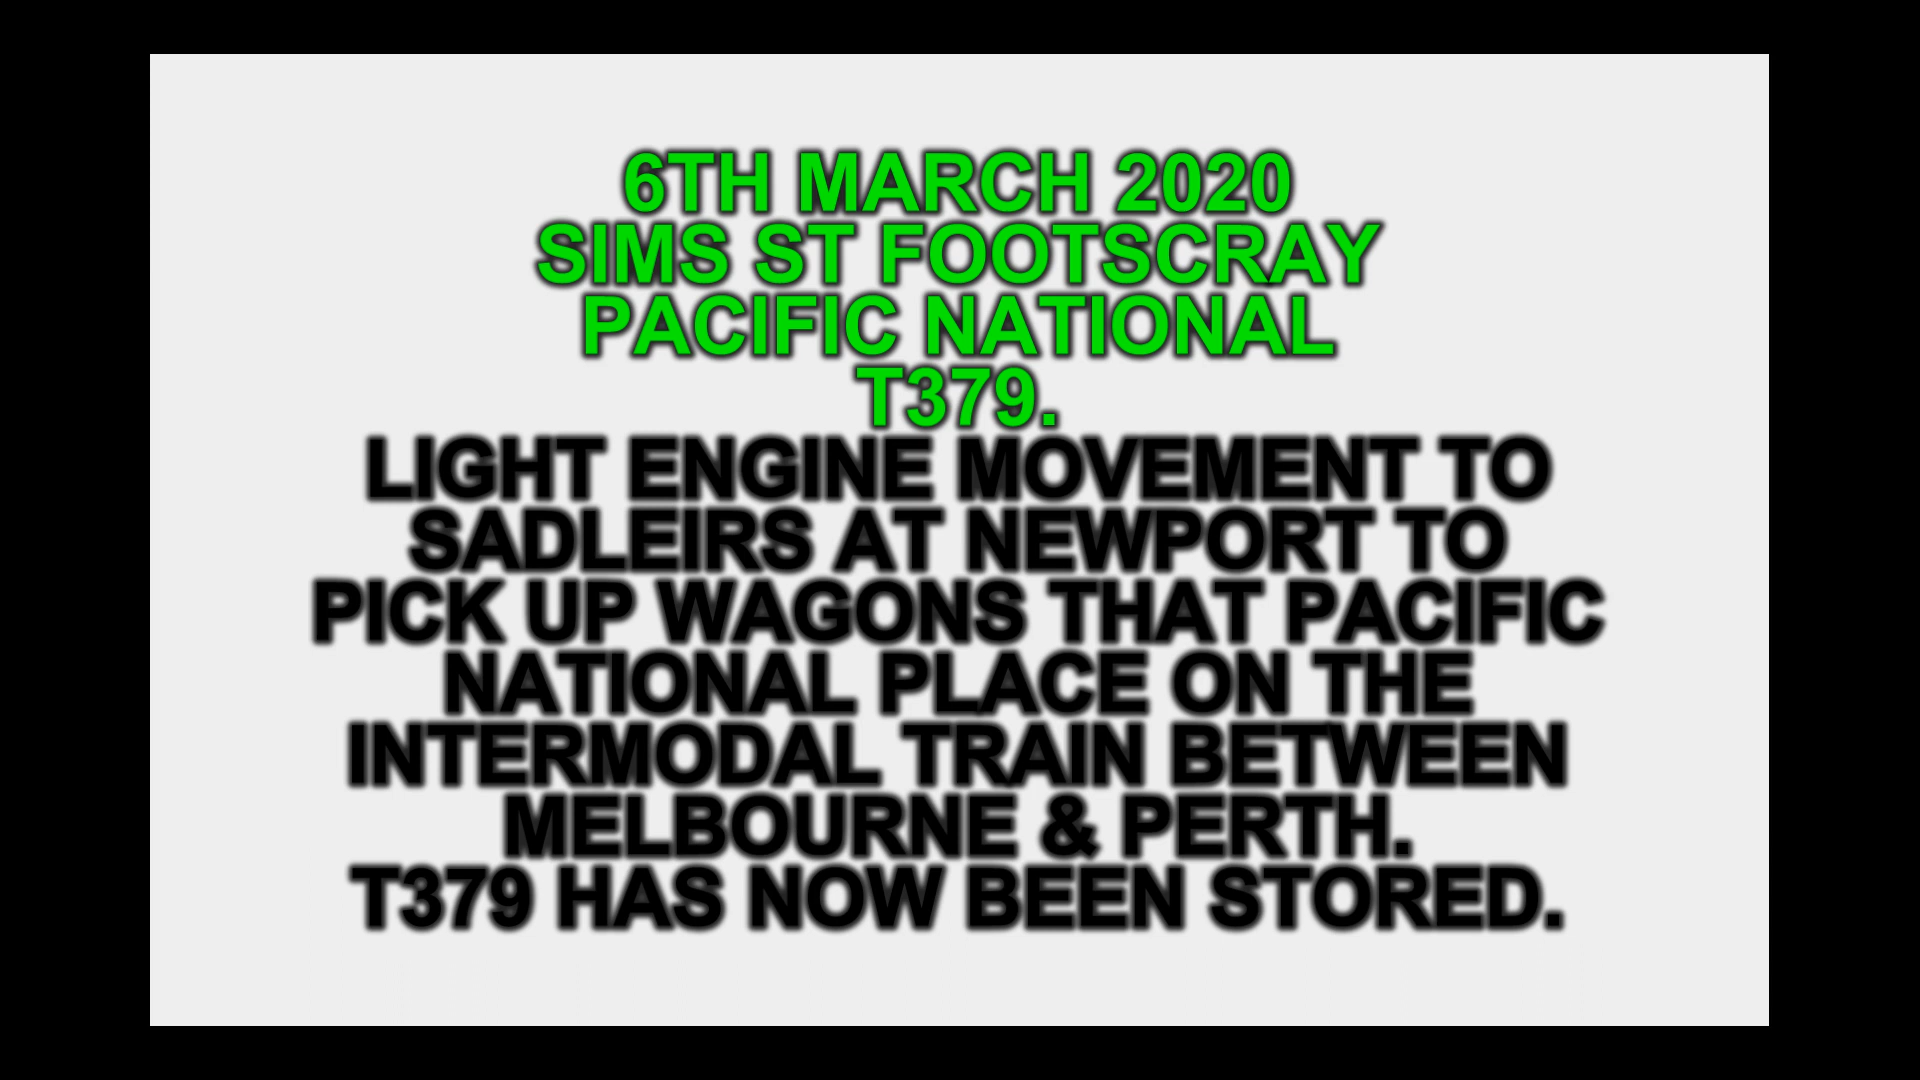 6TH MARCH 2020
SIMS ST FOOTSCRAY
PACIFIC NATIONAL
T379.
LIGHT ENGINE MOVEMENT TO
SADLEIRS AT NEWPORT TO
PICK UP WAGONS THAT PACIFIC
NATIONAL PLACE ON THE
INTERMODAL TRAIN BETWEEN
MELBOURNE & PERTH.
T379 HAS NOW BEEN STORED.